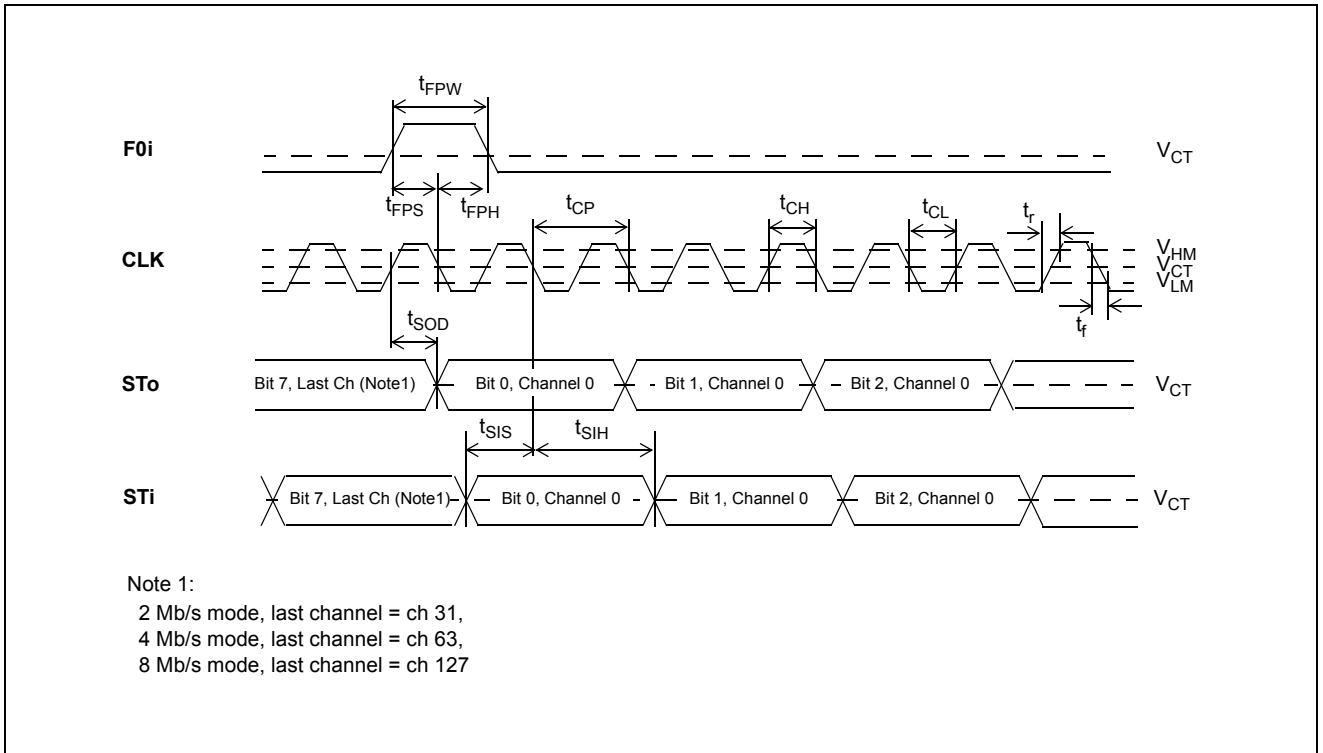 tFPW
F0i
VCT
tFPS
tFPH
tCP
tCH
tCL
tr
CLK
VHM
VCT
VLM
tf
tSOD
STo
Bit 7, Last Ch (Note1)
Bit 0, Channel 0
Bit 1, Channel 0
Bit 2, Channel 0
VCT
tSIS
tSIH
STi
Bit 7, Last Ch (Note1)
Bit 0, Channel 0
Bit 1, Channel 0
Bit 2, Channel 0
VCT
Note 1:
2 Mb/s mode, last channel = ch 31,
4 Mb/s mode, last channel = ch 63,
8 Mb/s mode, last channel = ch 127